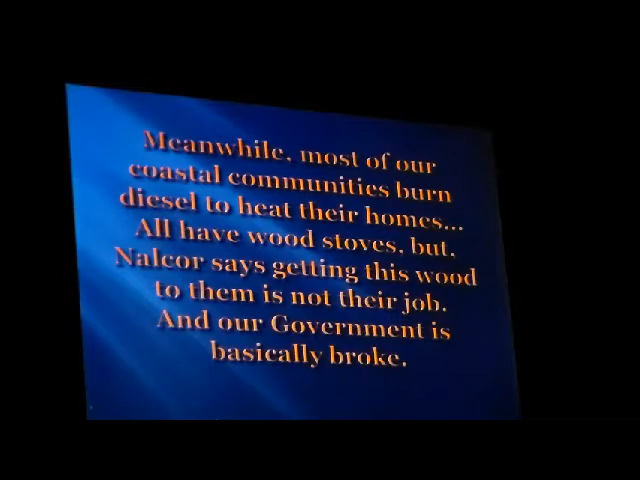 Meanwhile, most of our
coastal communities burn
diesel to heat their homes...
All have wood stoves, but,
Nalcor says getting this wood
to them is not their job.
And our Government is
basically broke.